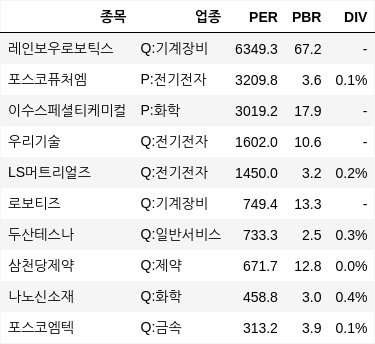 종목 업종 PER PBR DIV
레인보우로보틱스 Q:기계장비 6349.3 67.2 -
포스코퓨처엠 P:전기전자 3209.8 3.6 0.1%
이수스페셜티케미컬 P:화학 3019.2 17.9 -
우리기술 Q:전기전자 1602.0 10.6 -
LS머트리얼즈 Q:전기전자 1450.0 3.2 0.2%
로보티즈 Q:기계장비 749.4 13.3 -
두산테스나 Q:일반서비스 733.3 2.5 0.3%
삼천당제약 Q:제약 671.7 12.8 0.0%
나노신소재 Q:화학 458.8 3.0 0.4%
포스코엠텍 Q:금속 313.2 3.9 0.1%